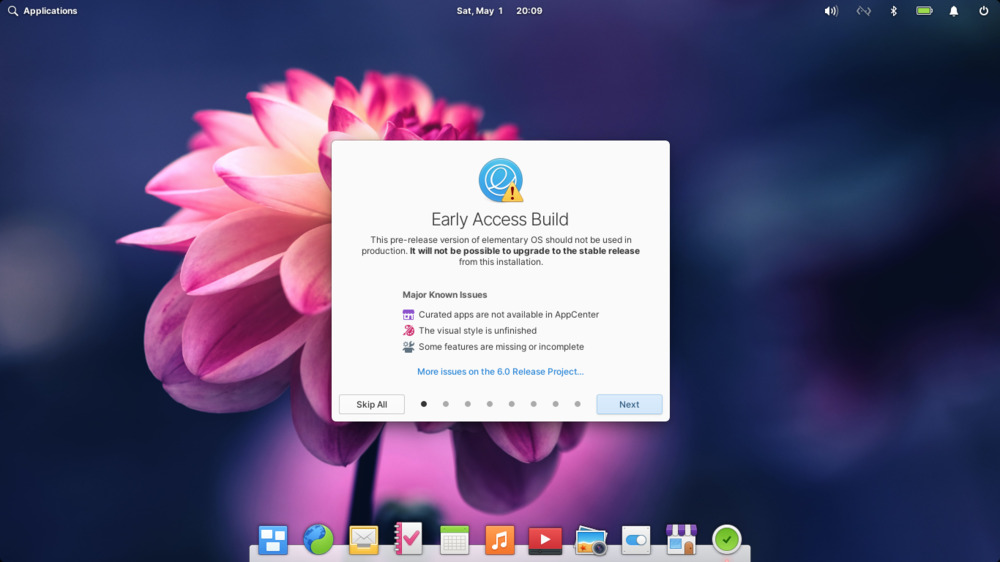 Applications
Sat, May 1 20:09
Early Access Build
This pre-release version of elementary OS should not be used in
production. It will not be possible to upgrade to the stable release
from this installation.
Major Known Issues
Curated apps are not available in AppCenter
The visual style is unfinished
Some features are missing or incomplete
More issues on the 6.0 Release Project...
Skip All
Next